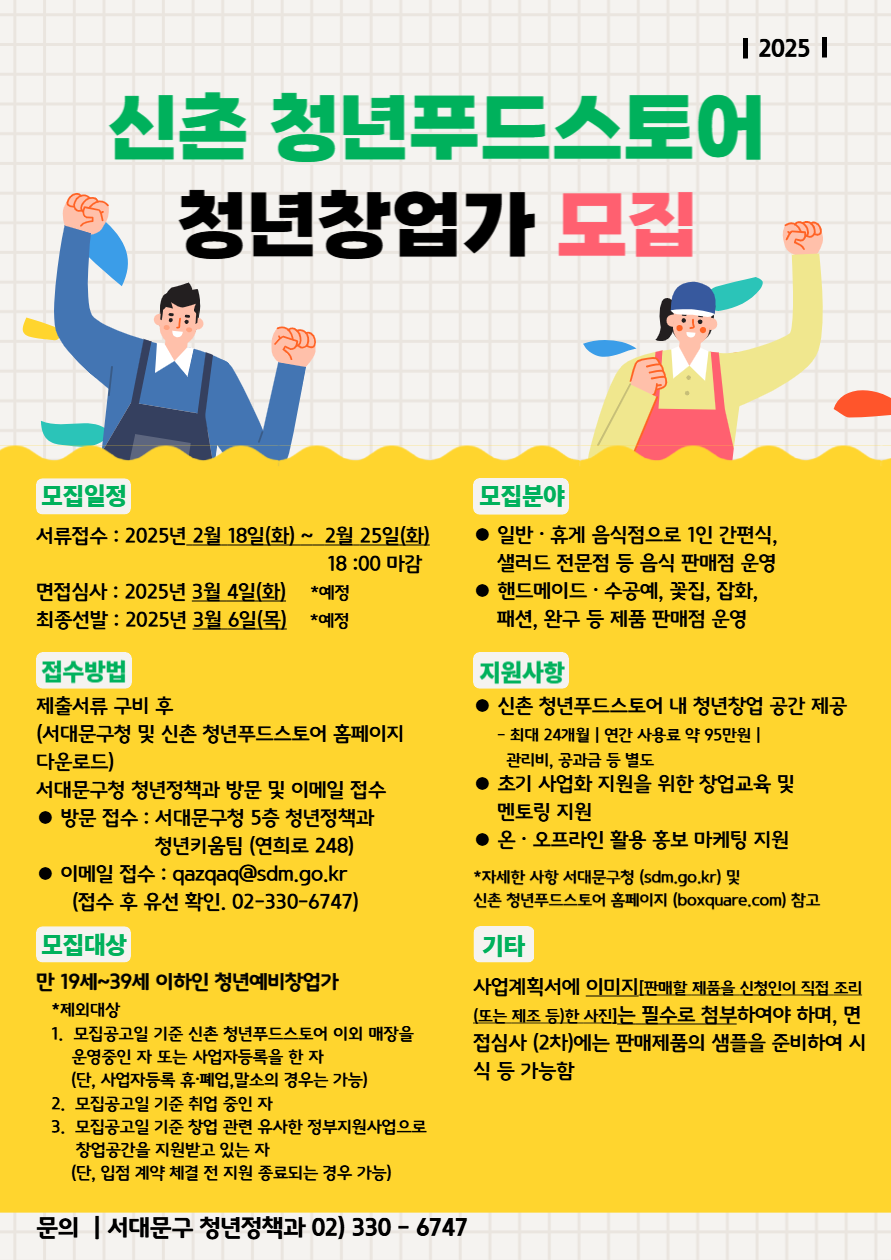 2025
신촌 청년푸드스토어
청년창업가 모집
모집일정
서류접수 : 2025년 2월 18일(화) ~ 2월 25일(화)
18 :00 마감
면접심사 : 2025년 3월 4일(화) *예정
최종선발 : 2025년 3월 6일(목) *예정
접수방법
제출서류 구비 후
(서대문구청 및 신촌 청년푸드스토어 홈페이지
다운로드)
서대문구청 청년정책과 방문 및 이메일 접수
● 방문 접수 : 서대문구청 5층 청년정책과
청년키움팀 (연희로 248)
● 이메일 접수 : qazqaq@sdm.go.kr
(접수 후 유선 확인. 02-330-6747)
모집대상
만 19세~39세 이하인 청년예비창업가
*제외대상
1. 모집공고일 기준 신촌 청년푸드스토어 이외 매장을
운영중인 자 또는 사업자등록을 한 자
(단, 사업자등록 휴·폐업,말소의 경우는 가능)
2. 모집공고일 기준 취업 중인 자
3. 모집공고일 기준 창업 관련 유사한 정부지원사업으로
창업공간을 지원받고 있는 자
(단, 입점 계약 체결 전 지원 종료되는 경우 가능)
모집분야
● 일반 · 휴게 음식점으로 1인 간편식,
샐러드 전문점 등 음식 판매점 운영
● 핸드메이드 · 수공예, 꽃집, 잡화,
패션, 완구 등 제품 판매점 운영
지원사항
● 신촌 청년푸드스토어 내 청년창업 공간 제공
- 최대 24개월 | 연간 사용료 약 95만원 |
관리비, 공과금 등 별도
● 초기 사업화 지원을 위한 창업교육 및
멘토링 지원
● 온 · 오프라인 활용 홍보 마케팅 지원
*자세한 사항 서대문구청 (sdm.go.kr) 및
신촌 청년푸드스토어 홈페이지 (boxquare.com) 참고
기타
사업계획서에 이미지[판매할 제품을 신청인이 직접 조리
(또는 제조 등)한 사진]는 필수로 첨부하여야 하며, 면
접심사 (2차)에는 판매제품의 샘플을 준비하여 시
식 등 가능함
문의 | 서대문구 청년정책과 02) 330 - 6747